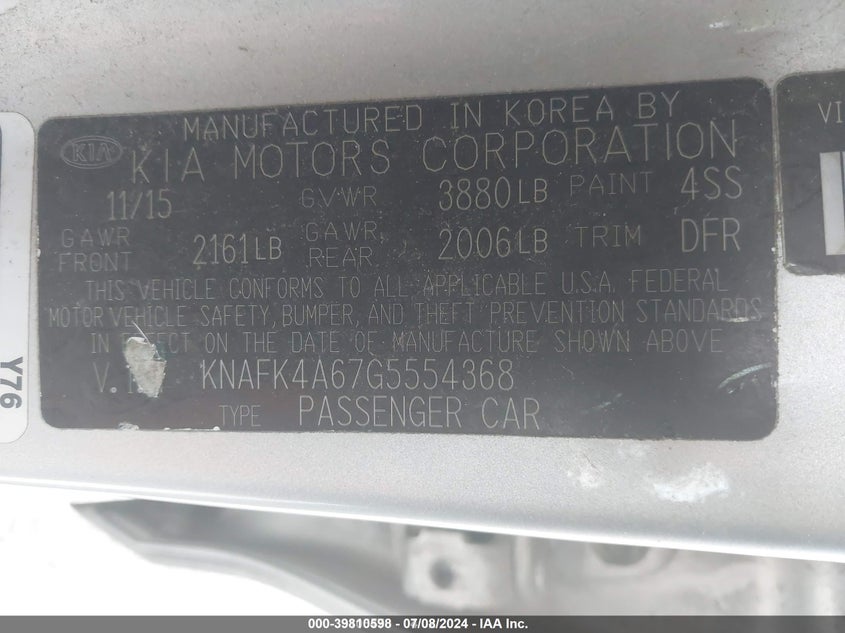 MANUFACTURED IN KOREA BY
KIA KIA MOTORS CORPORATION
11/15 GVWR 3880LB PAINT 4SS
GAWR FRONT 2161LB GAWR REAR 2006LB TRIM DFR
THIS VEHICLE CONFORMS TO ALL APPLICABLE U.S.A. FEDERAL
MOTOR VEHICLE SAFETY, BUMPER, AND THEFT PREVENTION STANDARDS
IN EFFECT ON THE DATE OF MANUFACTURE SHOWN ABOVE
V. KNAFK4A67G5554368
TYPE PASSENGER CAR
Y76
VI
000-39810598 - 07/08/2024 - IAA Inc.